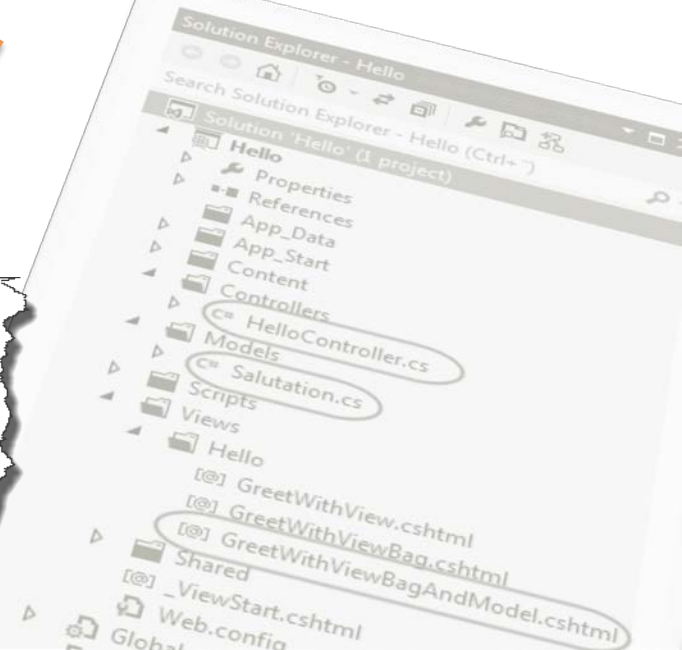 Solution Explorer - Hello
Search Solution Explorer - Hello (Ctrl+¨)
Solution 'Hello' (1 project)
Hello
Properties
References
App_Data
App_Start
Content
Controllers
C# HelloController.cs
Models
C# Salutation.cs
Scripts
Views
Hello
[@] GreetWithView.cshtml
[@] GreetWithViewBag.cshtml
[@] GreetWithViewBagAndModel.cshtml
Shared
[@] _ViewStart.cshtml
Web.config
Global